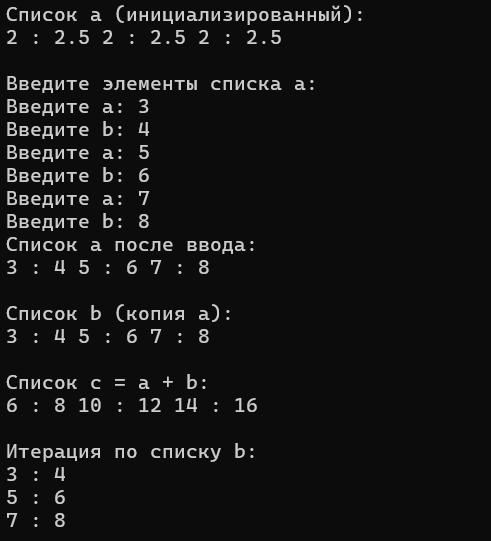 Список a (инициализированный):
2 : 2.5 2 : 2.5 2 : 2.5
Введите элементы списка a:
Введите a: 3
Введите b: 4
Введите a: 5
Введите b: 6
Введите a: 7
Введите b: 8
Список a после ввода:
3 : 4 5 : 6 7 : 8
Список b (копия a):
3 : 4 5 : 6 7 : 8
Список c = a + b:
6 : 8 10 : 12 14 : 16
Итерация по списку b:
3 : 4
5 : 6
7 : 8